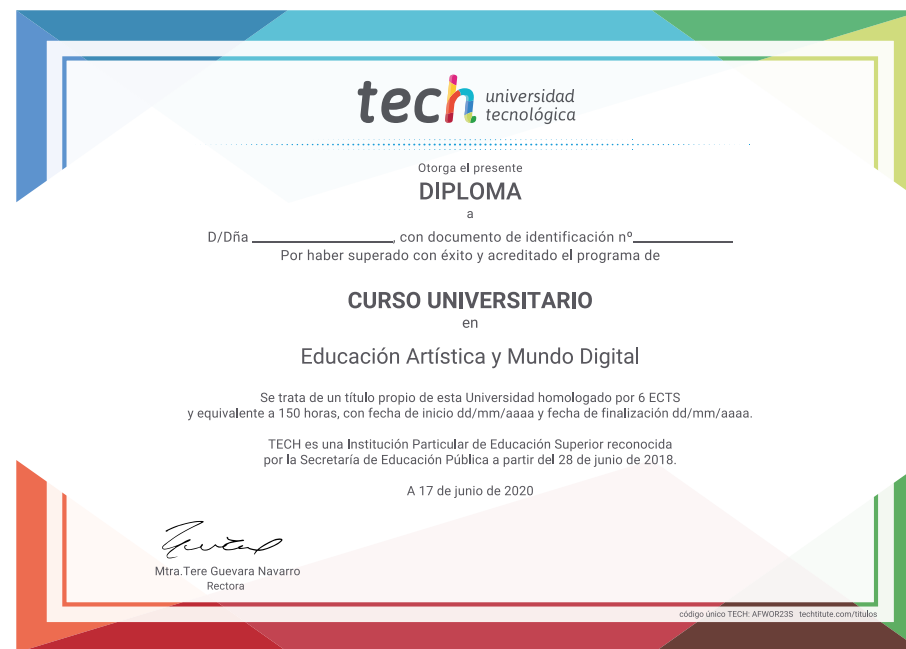 tech universidad
tecnológica
Otorga el presente
DIPLOMA
a
D/Dña ____________________, con documento de identificación nº______________
Por haber superado con éxito y acreditado el programa de
CURSO UNIVERSITARIO
en
Educación Artística y Mundo Digital
Se trata de un título propio de esta Universidad homologado por 6 ECTS
y equivalente a 150 horas, con fecha de inicio dd/mm/aaaa y fecha de finalización dd/mm/aaaa.
TECH es una Institución Particular de Educación Superior reconocida
por la Secretaría de Educación Pública a partir del 28 de junio de 2018.
A 17 de junio de 2020
Mtra.Tere Guevara Navarro
Rectora
código único TECH: AFWOR23S techtitute.com/titulos